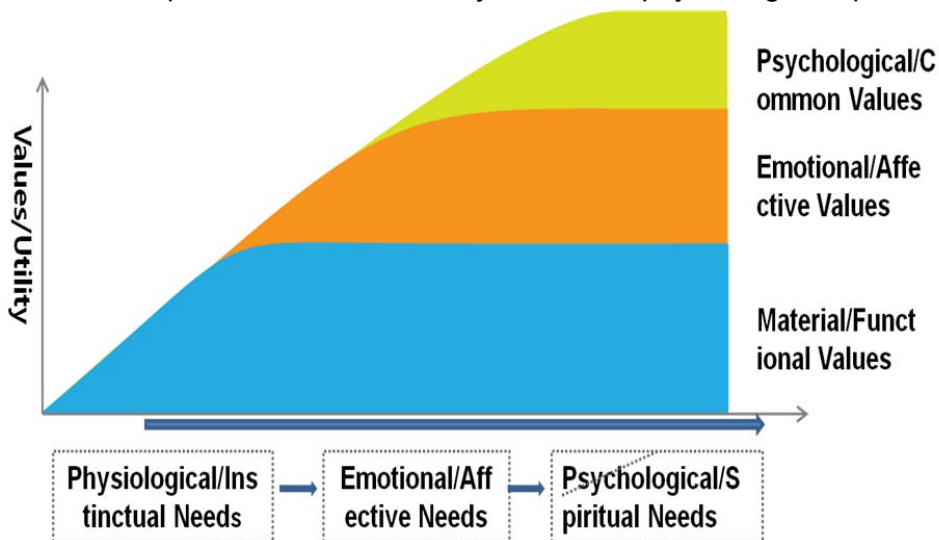 Psychological/C
ommon Values
Emotional/Affe
ctive Values
Material/Funct
ional Values
Values/Utility
Physiological/Ins
tinctual Needs
Emotional/Aff
ective Needs
Psychological/S
piritual Needs